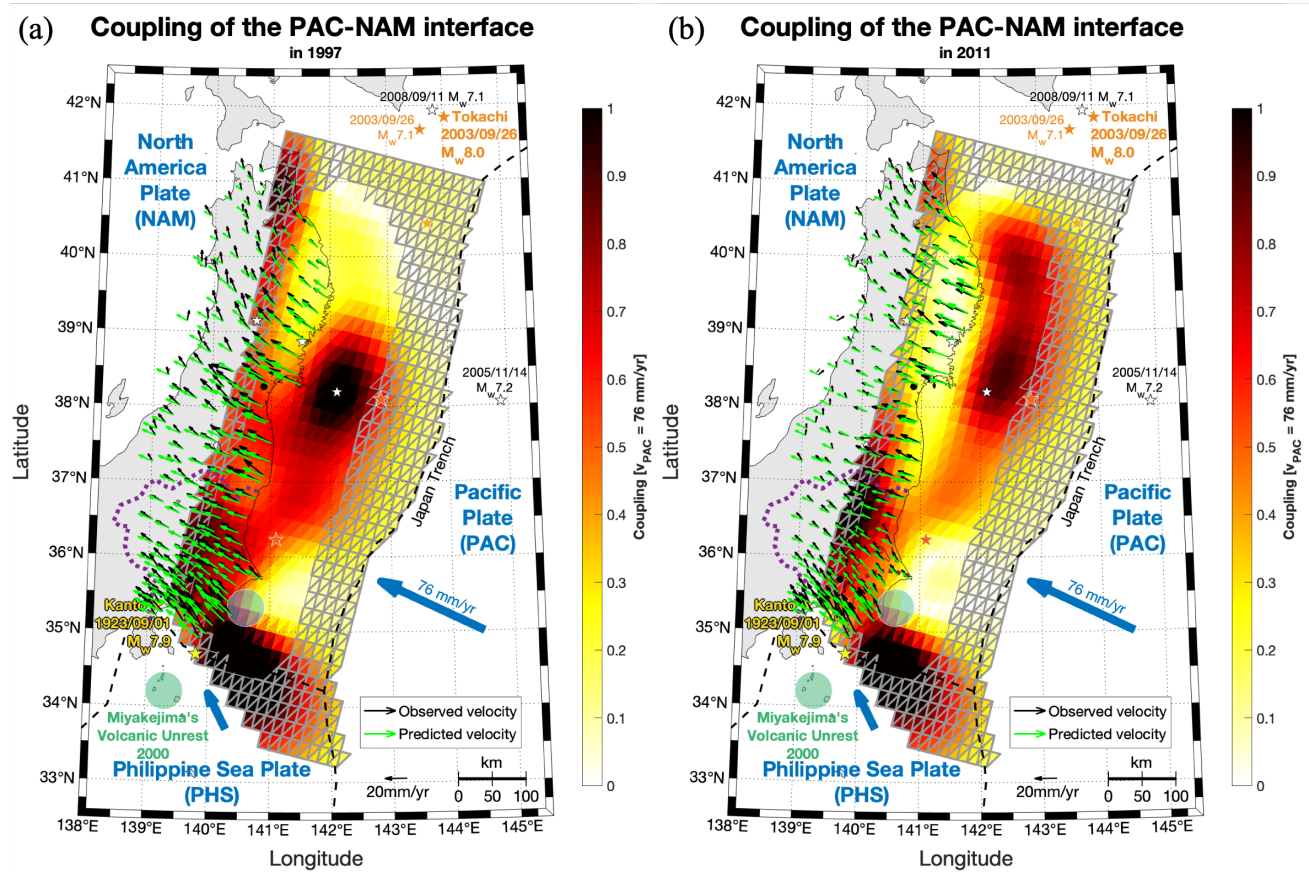 (a)
Coupling of the PAC-NAM interface
in 1997
42°N
41°N
40°N
39°N
38°N
37°N
36°N
35°N
34°N
33°N
Latitude
138°E
139°E
140°E
141°E
142°E
143°E
144°E
145°E
Longitude
North
America
Plate
(NAM)
2008/09/11 Mw7.1
2003/09/26
Mw7.1
Tokachi
2003/09/26
Mw8.0
2005/11/14
Mw7.2
Japan Trench
Pacific
Plate
(PAC)
76 mm/yr
Kanto
1923/09/01
Mw7.9
Miyakejima's
Volcanic Unrest
2000
Philippine Sea Plate
(PHS)
Observed velocity
Predicted velocity
20mm/yr
km
0 50 100
1
0.9
0.8
0.7
0.6
0.5
0.4
0.3
0.2
0.1
0
Coupling [vPAC = 76 mm/yr]
(b)
Coupling of the PAC-NAM interface
in 2011
42°N
41°N
40°N
39°N
38°N
37°N
36°N
35°N
34°N
33°N
Latitude
138°E
139°E
140°E
141°E
142°E
143°E
144°E
145°E
Longitude
North
America
Plate
(NAM)
2008/09/11 Mw7.1
2003/09/26
Mw7.1
Tokachi
2003/09/26
Mw8.0
2005/11/14
Mw7.2
Japan Trench
Pacific
Plate
(PAC)
76 mm/yr
Kanto
1923/09/01
Mw7.9
Miyakejima's
Volcanic Unrest
2000
Philippine Sea Plate
(PHS)
Observed velocity
Predicted velocity
20mm/yr
km
0 50 100
1
0.9
0.8
0.7
0.6
0.5
0.4
0.3
0.2
0.1
0
Coupling [vPAC = 76 mm/yr]